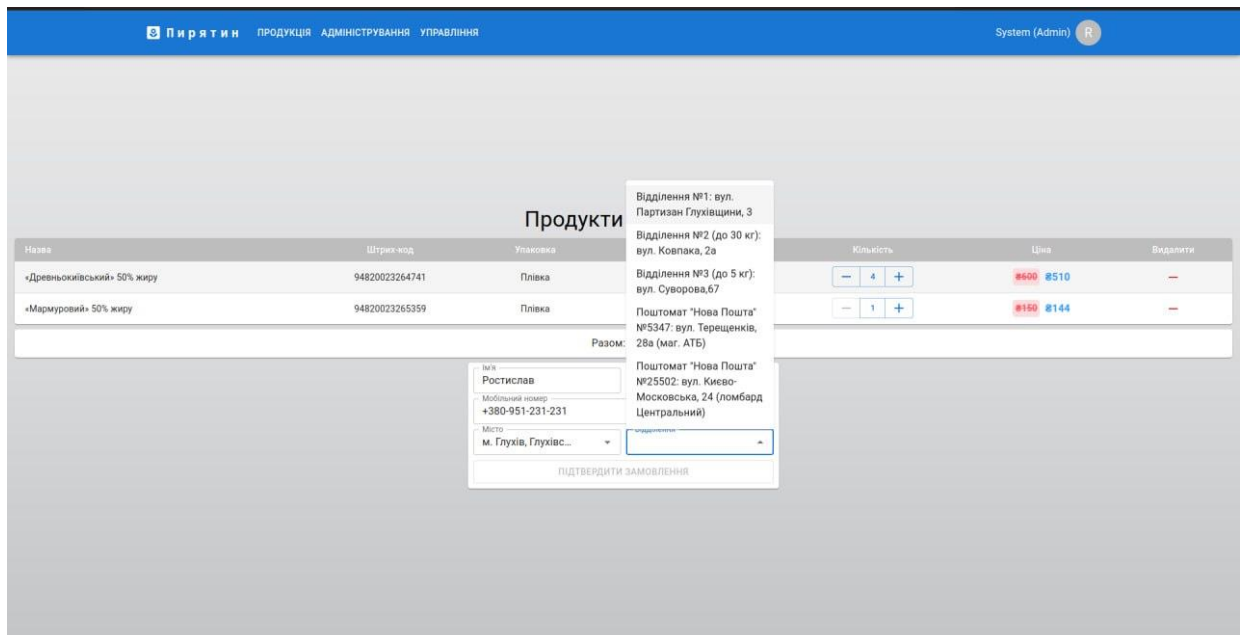 Пирятин ПРОДУКЦІЯ АДМІНІСТРУВАННЯ УПРАВЛІННЯ System (Admin) R
Продукти
Назва Штрих-код Упаковка Кількість Ціна Видалити
«Древньокиївський» 50% жиру 94820023264741 Плівка 4 ₴600 ₴510
«Мармуровий» 50% жиру 94820023265359 Плівка 1 ₴160 ₴144
Разом:
Відділення №1: вул.
Партизан Глухівщини, 3
Відділення №2 (до 30 кг):
вул. Ковпака, 2а
Відділення №3 (до 5 кг):
вул. Суворова,67
Поштомат "Нова Пошта"
№5347: вул. Терещенків,
28а (маг. АТБ)
Поштомат "Нова Пошта"
№25502: вул. Києво-
Московська, 24 (ломбард
Центральний)
Ім'я
Ростислав
Мобільний номер
+380-951-231-231
Місто
м. Глухів, Глухівс...
Відділення
ПІДТВЕРДИТИ ЗАМОВЛЕННЯ